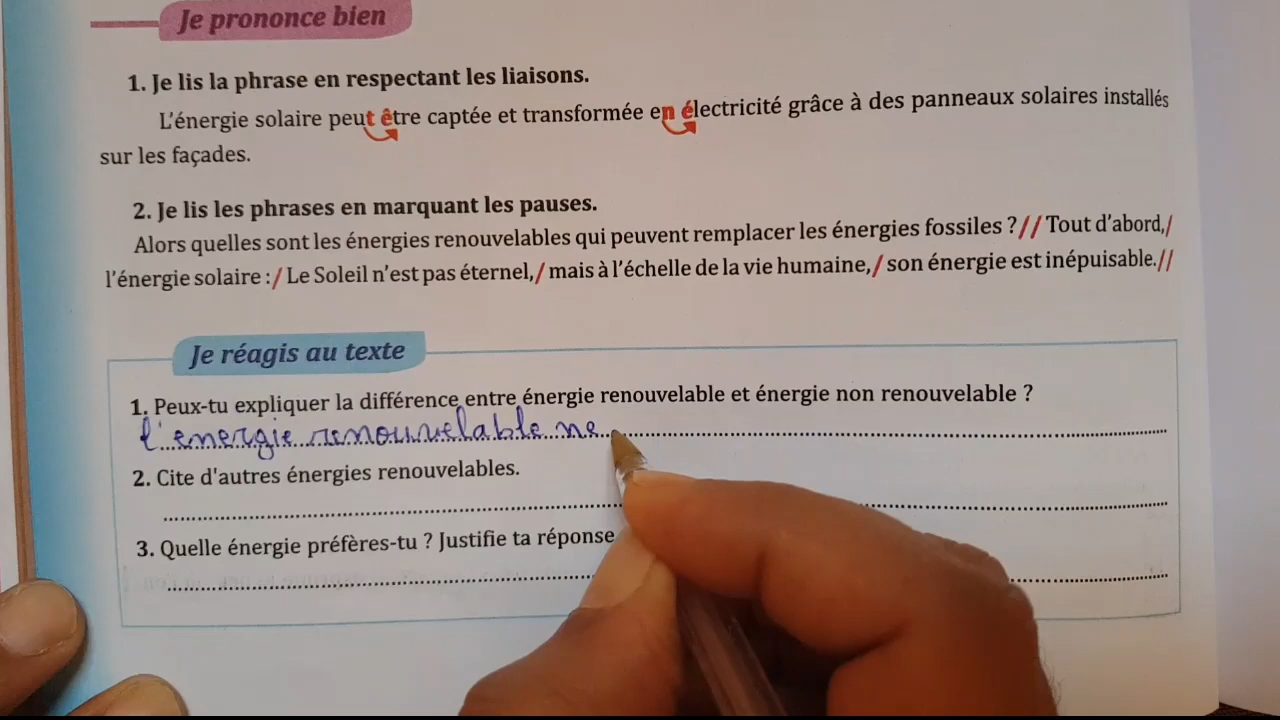 Je prononce bien
1. Je lis la phrase en respectant les liaisons.
L'énergie solaire peut être captée et transformée en électricité grâce à des panneaux solaires installés
sur les façades.
2. Je lis les phrases en marquant les pauses.
Alors quelles sont les énergies renouvelables qui peuvent remplacer les énergies fossiles ?// Tout d'abord,/
l'énergie solaire :/ Le Soleil n'est pas éternel,/ mais à l'échelle de la vie humaine,/ son énergie est inépuisable.//
Je réagis au texte
1. Peux-tu expliquer la différence entre énergie renouvelable et énergie non renouvelable ?
l'energie renouvelable ne
2. Cite d'autres énergies renouvelables.
3. Quelle énergie préfères-tu ? Justifie ta réponse